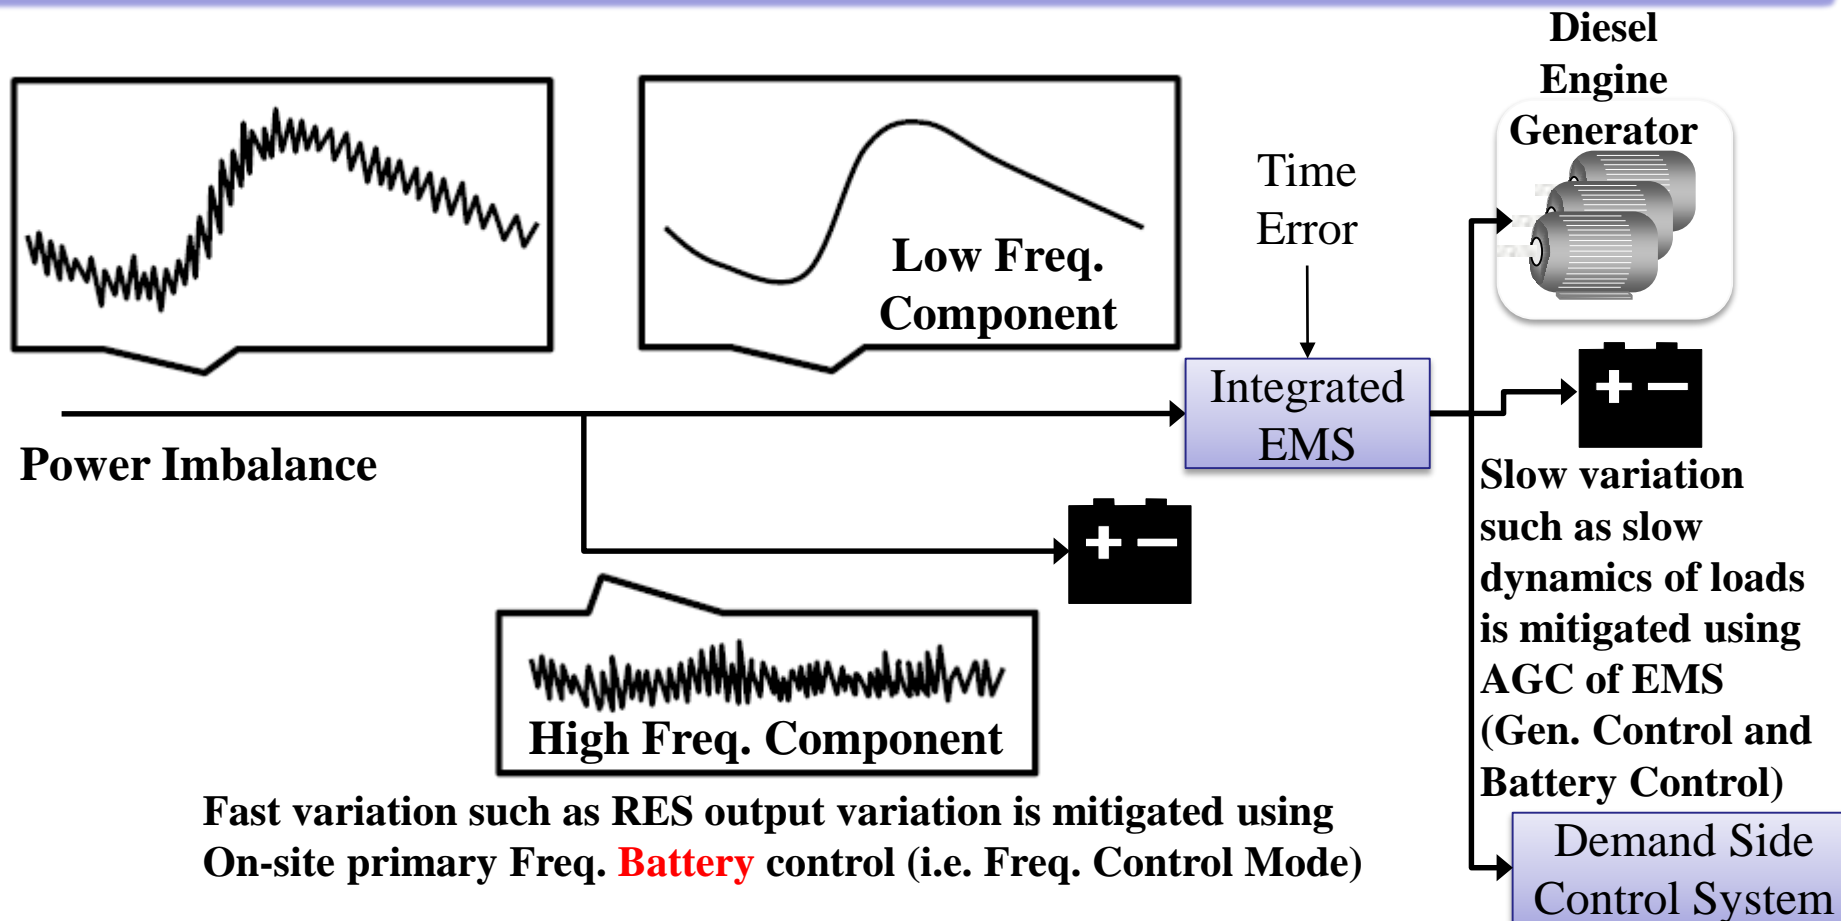 Diesel
Engine
Generator
Time
Error
Low Freq.
Component
Integrated
EMS
Power Imbalance
Slow variation
such as slow
dynamics of loads
is mitigated using
AGC of EMS
(Gen. Control and
Battery Control)
High Freq. Component
Fast variation such as RES output variation is mitigated using
On-site primary Freq. Battery control (i.e. Freq. Control Mode)
Demand Side
Control System